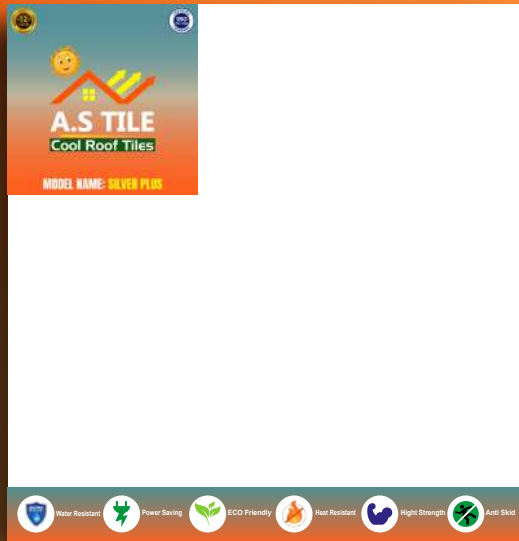 A.S TILE
Cool Roof Tiles
MODEL NAME: SILVER PLUS
Water Resistant
Power Saving
ECO Friendly
Heat Resistant
Hight Strength
Anti Skid